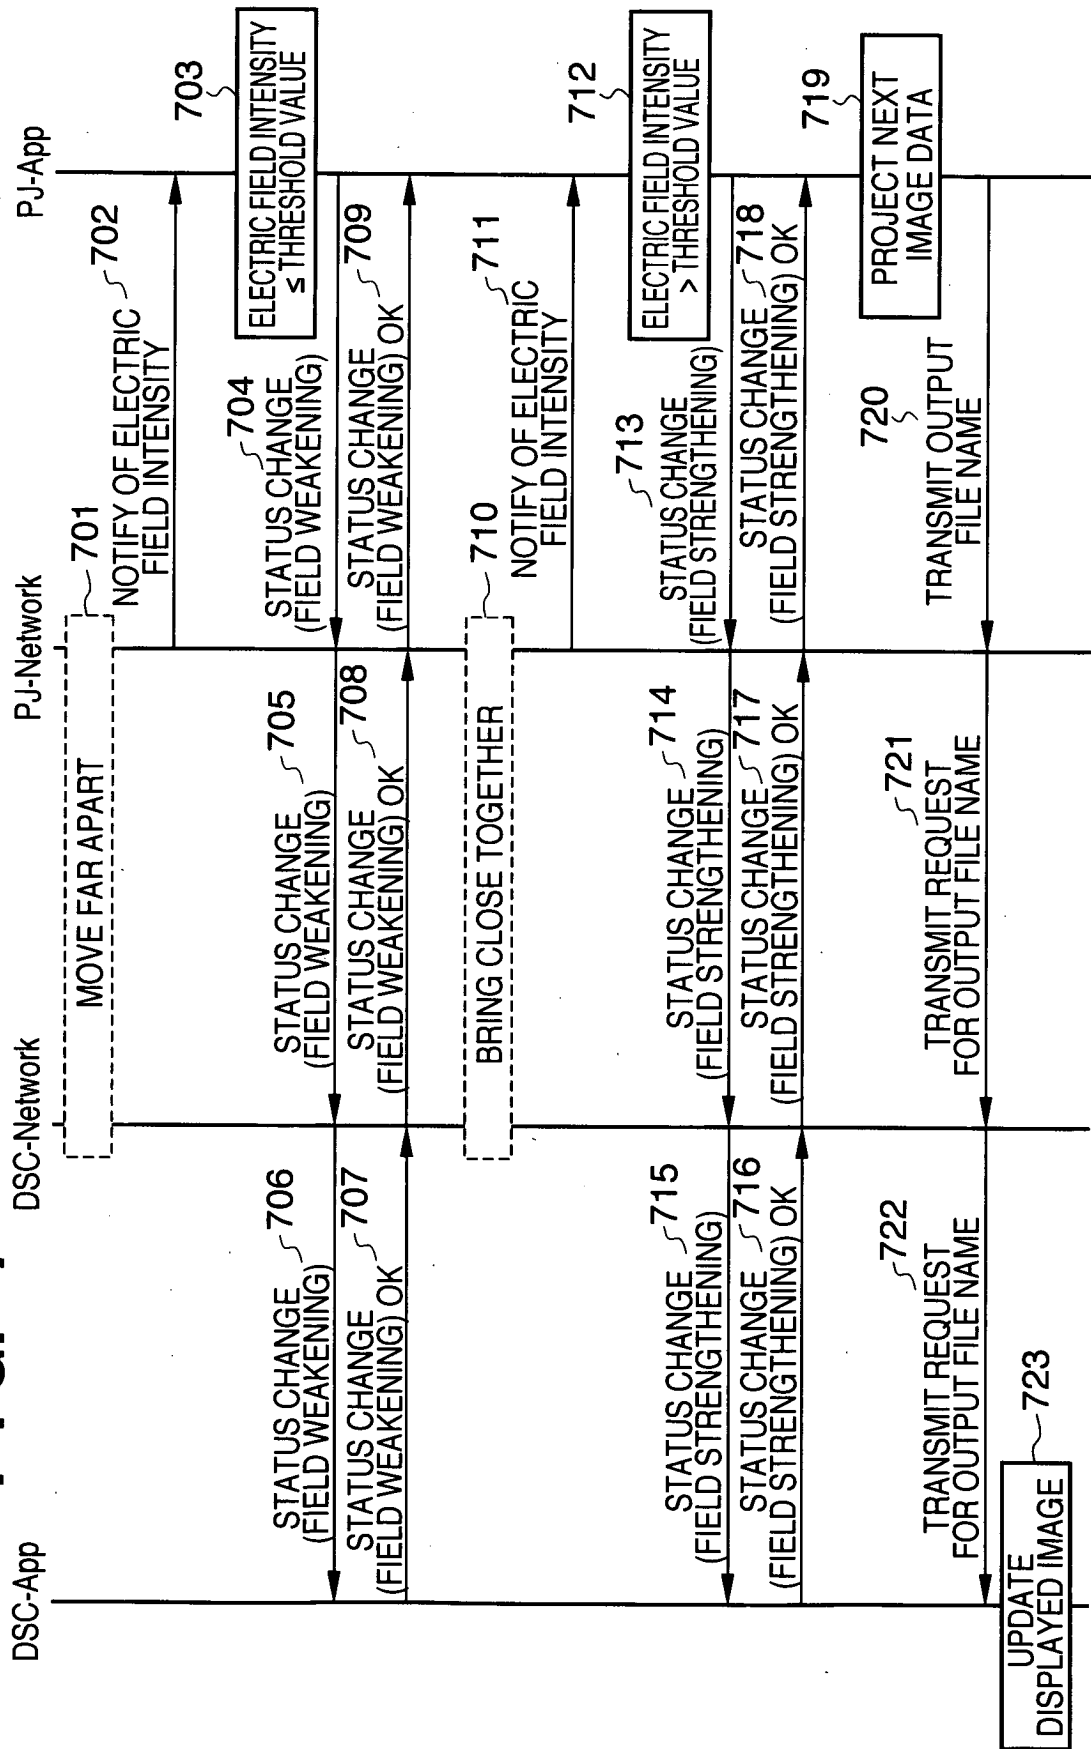 DSC-App
DSC-Network
PJ-Network
PJ-App
MOVE FAR APART
701
NOTIFY OF ELECTRIC
FIELD INTENSITY
702
703
ELECTRIC FIELD INTENSITY
≤ THRESHOLD VALUE
704
STATUS CHANGE
(FIELD WEAKENING)
705
STATUS CHANGE
(FIELD WEAKENING)
706
STATUS CHANGE
(FIELD WEAKENING)
707
STATUS CHANGE
(FIELD WEAKENING) OK
708
STATUS CHANGE
(FIELD WEAKENING) OK
709
STATUS CHANGE
(FIELD WEAKENING) OK
BRING CLOSE TOGETHER
710
NOTIFY OF ELECTRIC
FIELD INTENSITY
711
712
ELECTRIC FIELD INTENSITY
> THRESHOLD VALUE
713
STATUS CHANGE
(FIELD STRENGTHENING)
714
STATUS CHANGE
(FIELD STRENGTHENING)
715
STATUS CHANGE
(FIELD STRENGTHENING)
716
STATUS CHANGE
(FIELD STRENGTHENING) OK
717
STATUS CHANGE
(FIELD STRENGTHENING) OK
718
STATUS CHANGE
(FIELD STRENGTHENING) OK
719
PROJECT NEXT
IMAGE DATA
720
TRANSMIT OUTPUT
FILE NAME
721
TRANSMIT REQUEST
FOR OUTPUT FILE NAME
722
TRANSMIT REQUEST
FOR OUTPUT FILE NAME
UPDATE
DISPLAYED IMAGE
723